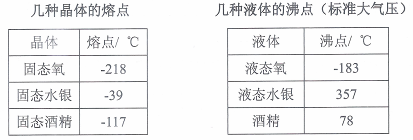 几种晶体的熔点
晶体 熔点/ ℃
固态氧 -218
固态水银 -39
固态酒精 -117
几种液体的沸点（标准大气压）
液体 沸点/ ℃
液态氧 -183
液态水银 357
酒精 78